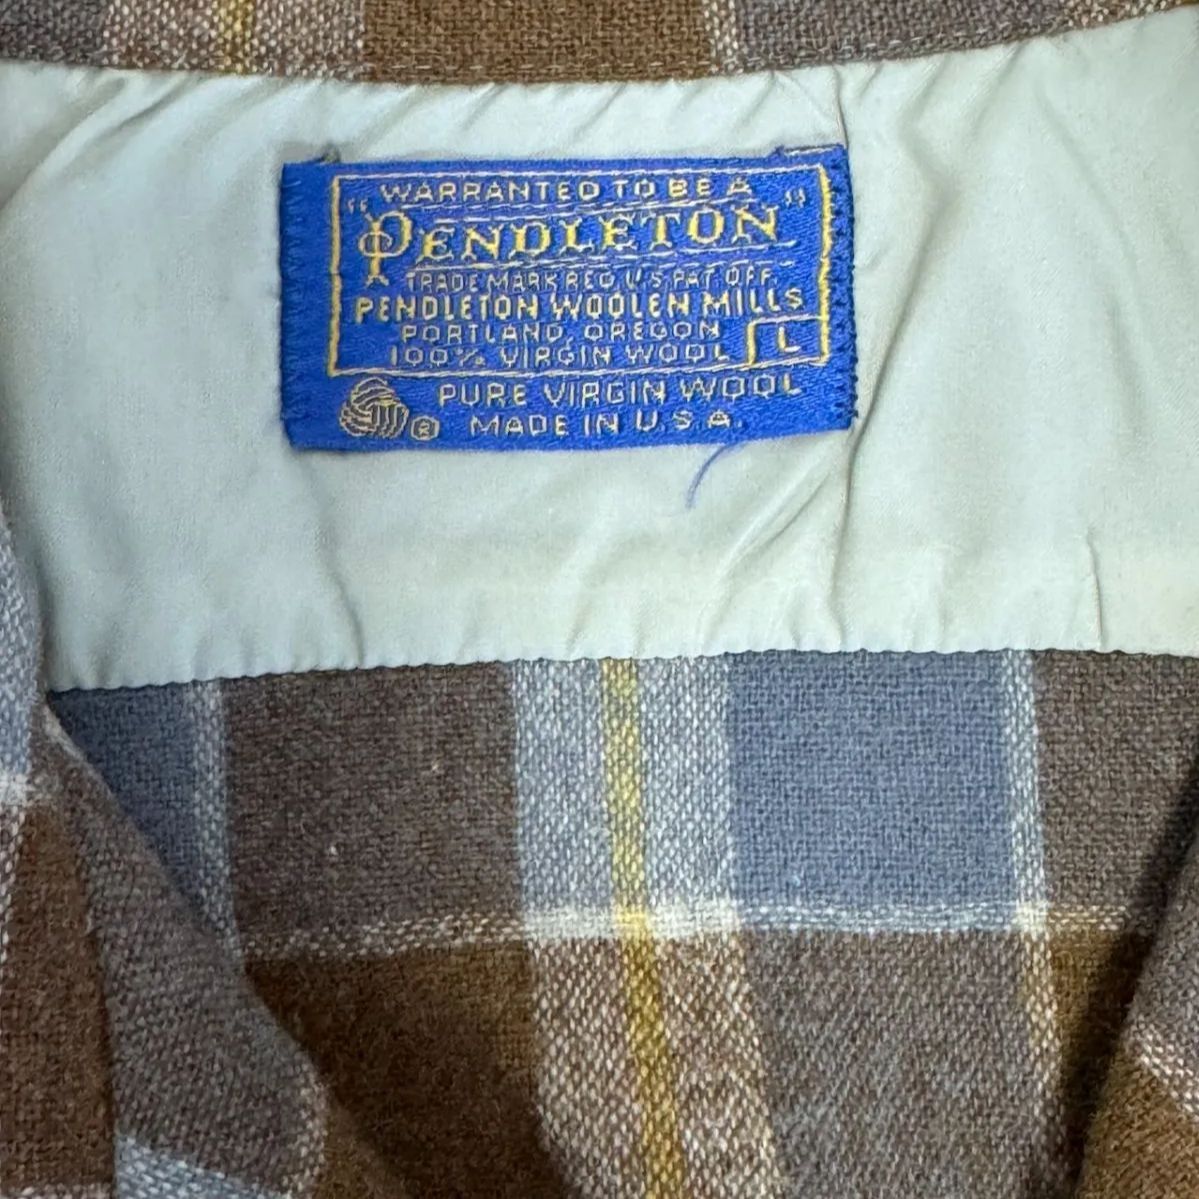 WARRANTED TO BE A
"PENDLETON"
TRADE MARK REG. U.S. PAT. OFF.
PENDLETON WOOLEN MILLS
PORTLAND, OREGON
100% VIRGIN WOOL L
PURE VIRGIN WOOL
® MADE IN U.S.A.